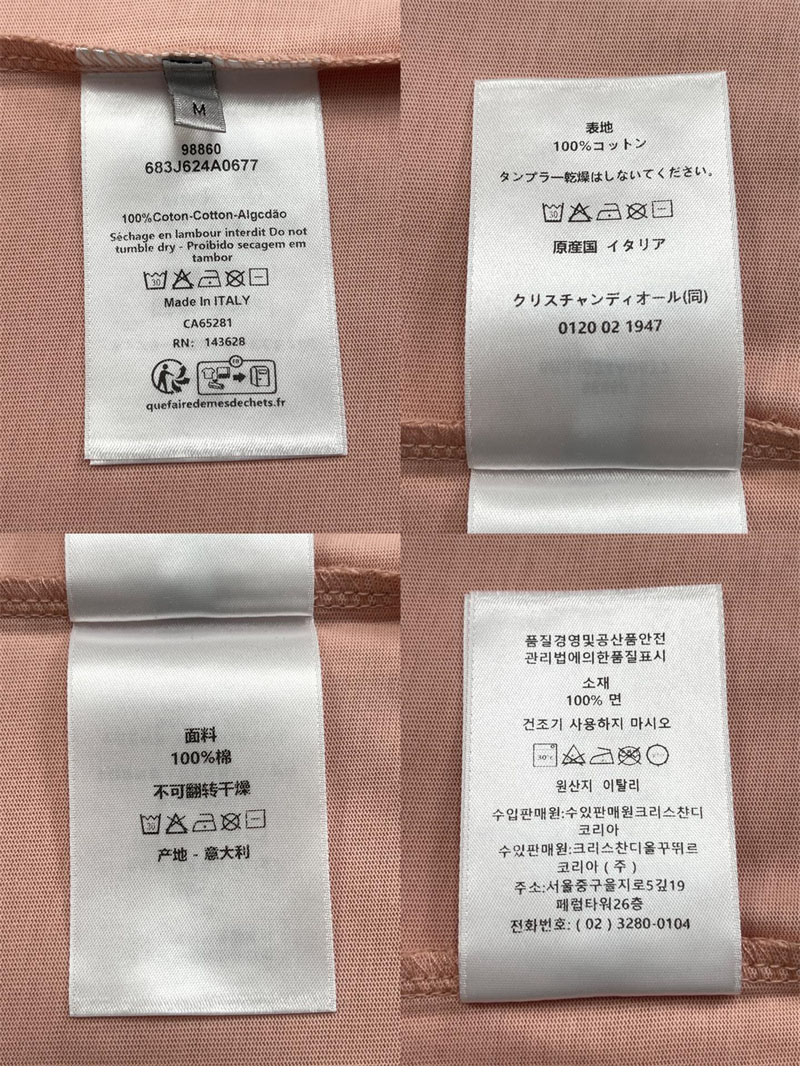 M
98860
683J624A0677
100%Coton-Cotton-Algcdão
Séchage en lambour interdit Do not
tumble dry - Proibido secagem em
tambor
30
Made In ITALY
CA65281
RN: 143628
FR
quefairedemesdechets.fr
表地
100%コットン
タンブラー乾燥はしないてください。
30
原産国 イタリア
クリスチャンディオール(同)
0120 02 1947
面料
100%棉
不可翻转干燥
30
产地 - 意大利
품질경영및공산품안전
관리법에의한품질표시
소재
100% 면
건조기 사용하지 마시오
30°c
원산지 이탈리
수입판매원:수있판매원크리스챤디
코리아
수있판매원:크리스찬디올꾸뛰르
코리아 ( 주 )
주소:서울중구을지로5깊19
페럼타워26층
전화번호: ( 02 ) 3280-0104